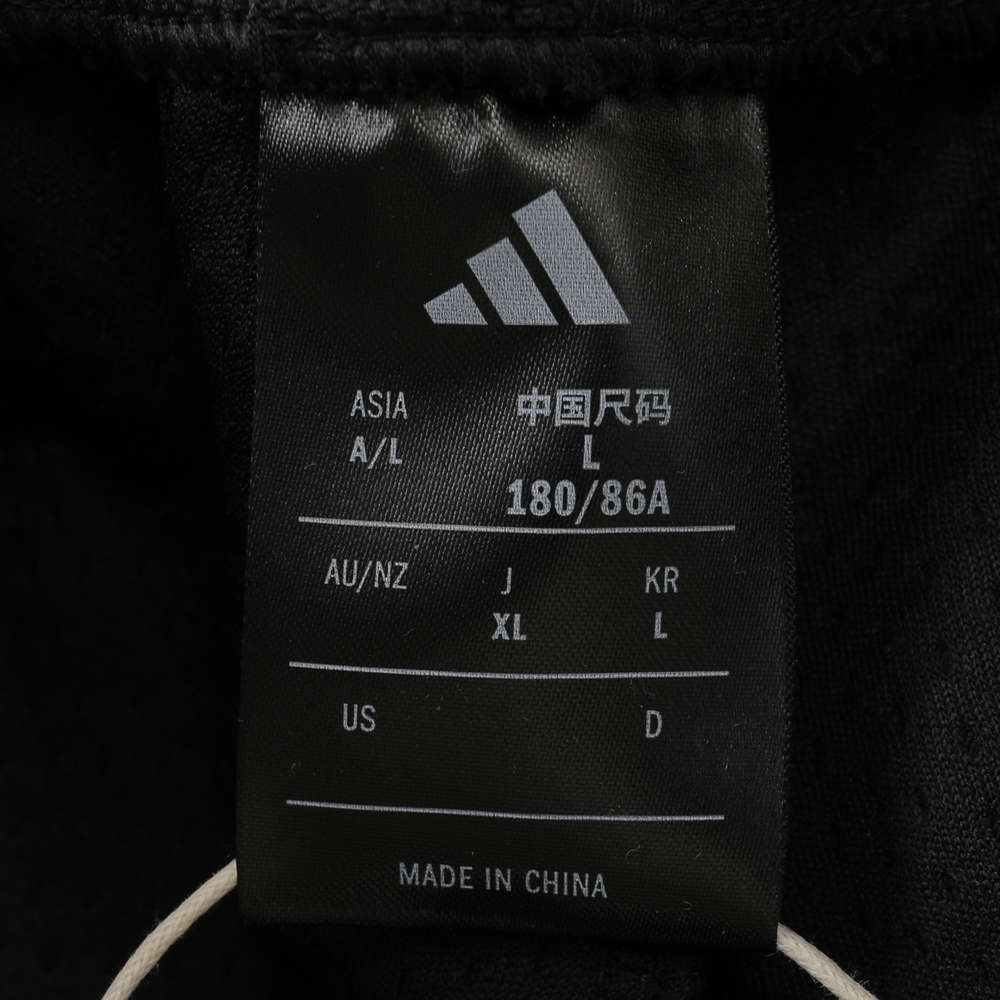 ASIA 中国尺码
A/L L
180/86A
AU/NZ J KR
XL L
US D
MADE IN CHINA